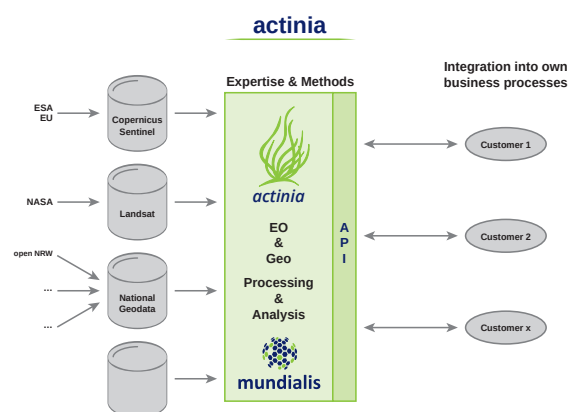 actinia
Expertise & Methods
Integration into own
business processes
ESA
EU
Copernicus
Sentinel
NASA
Landsat
open NRW
...
...
National
Geodata
actinia
EO
&
Geo
Processing
&
Analysis
mundialis
A
P
I
Customer 1
Customer 2
Customer x